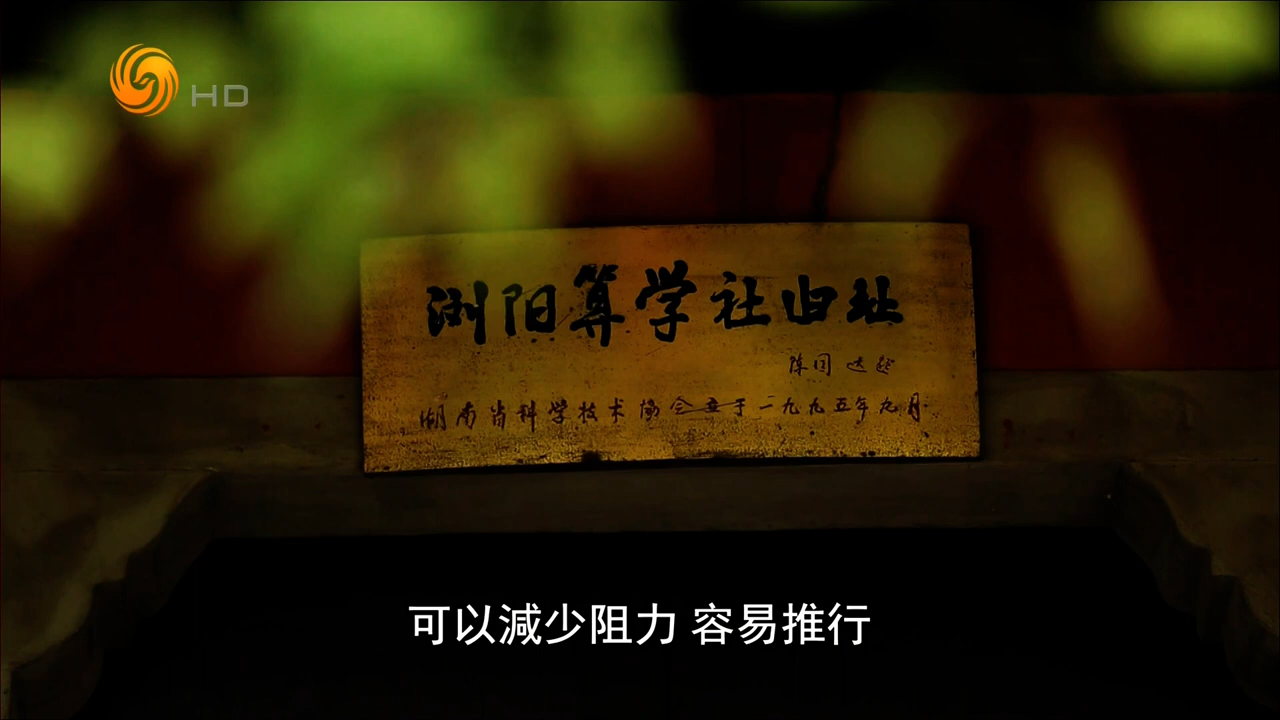 HD
浏阳算学社旧址
陈国达题
湖南省科学技术协会立于一九九五年九月
可以減少阻力 容易推行